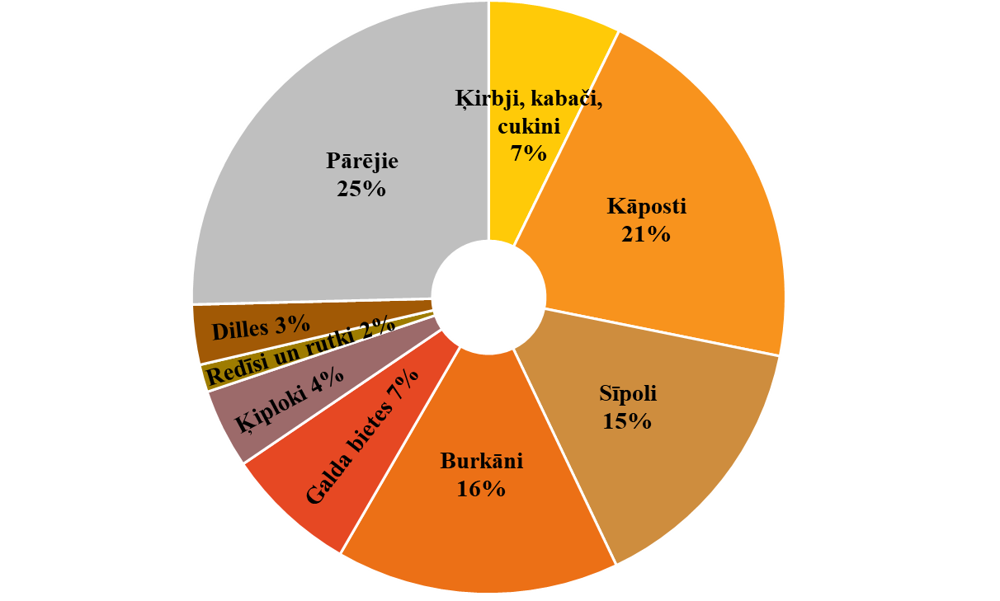 Ķirbji, kabači,
cukini
7%
Kāposti
21%
Sīpoli
15%
Burkāni
16%
Galda bietes 7%
Ķiploki 4%
Redīsi un rutki 2%
Dilles 3%
Pārējie
25%